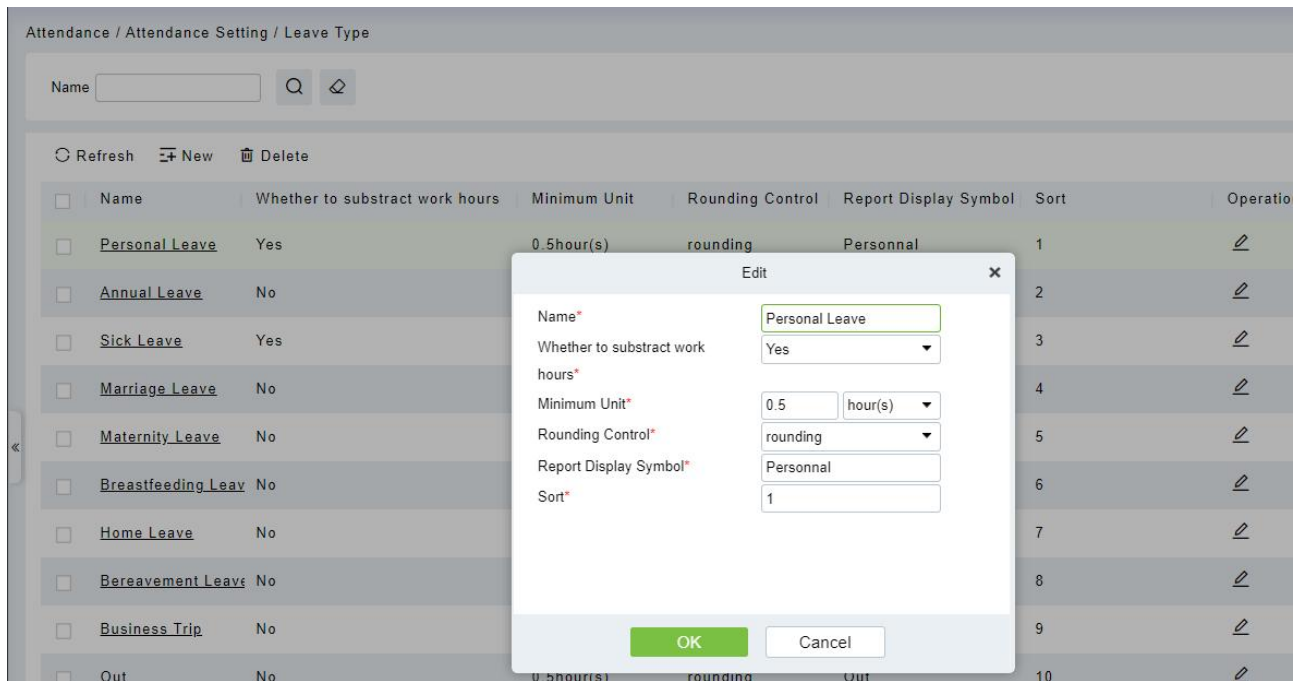 Attendance / Attendance Setting / Leave Type
Name
Refresh New Delete
Name Whether to substract work hours Minimum Unit Rounding Control Report Display Symbol Sort Operatio
Personal Leave Yes 0.5hour(s) rounding Personnal 1
Edit
Annual Leave No 2
Name* Personal Leave
Sick Leave Yes 3
Whether to substract work Yes
hours*
Marriage Leave No 4
Minimum Unit* 0.5 hour(s)
Maternity Leave No 5
Rounding Control* rounding
Report Display Symbol* Personnal
Breastfeeding Leav No 6
Sort* 1
Home Leave No 7
Bereavement Leave No 8
Business Trip No 9
OK Cancel
Out No 0.5hour(s) rounding Out 10